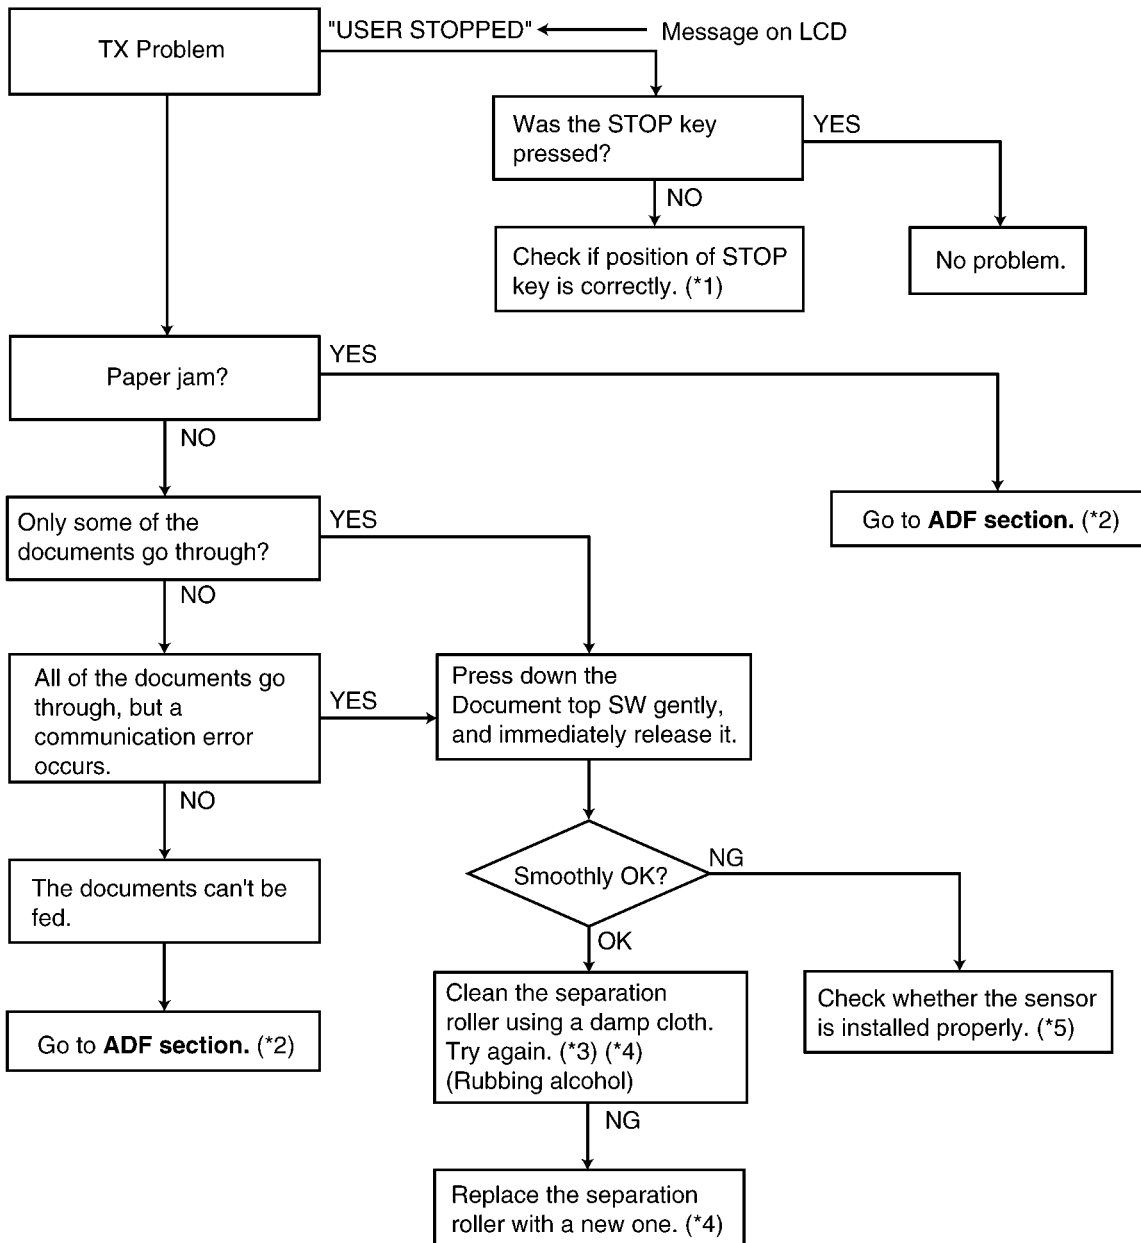 TX Problem
"USER STOPPED"
Message on LCD
Was the STOP key
pressed?
YES
NO
Check if position of STOP
key is correctly. (*1)
No problem.
Paper jam?
YES
NO
Go to ADF section. (*2)
Only some of the
documents go through?
YES
NO
All of the documents go
through, but a
communication error
occurs.
YES
NO
Press down the
Document top SW gently,
and immediately release it.
The documents can't be
fed.
Smoothly OK?
NG
OK
Go to ADF section. (*2)
Clean the separation
roller using a damp cloth.
Try again. (*3) (*4)
(Rubbing alcohol)
NG
Check whether the sensor
is installed properly. (*5)
Replace the separation
roller with a new one. (*4)